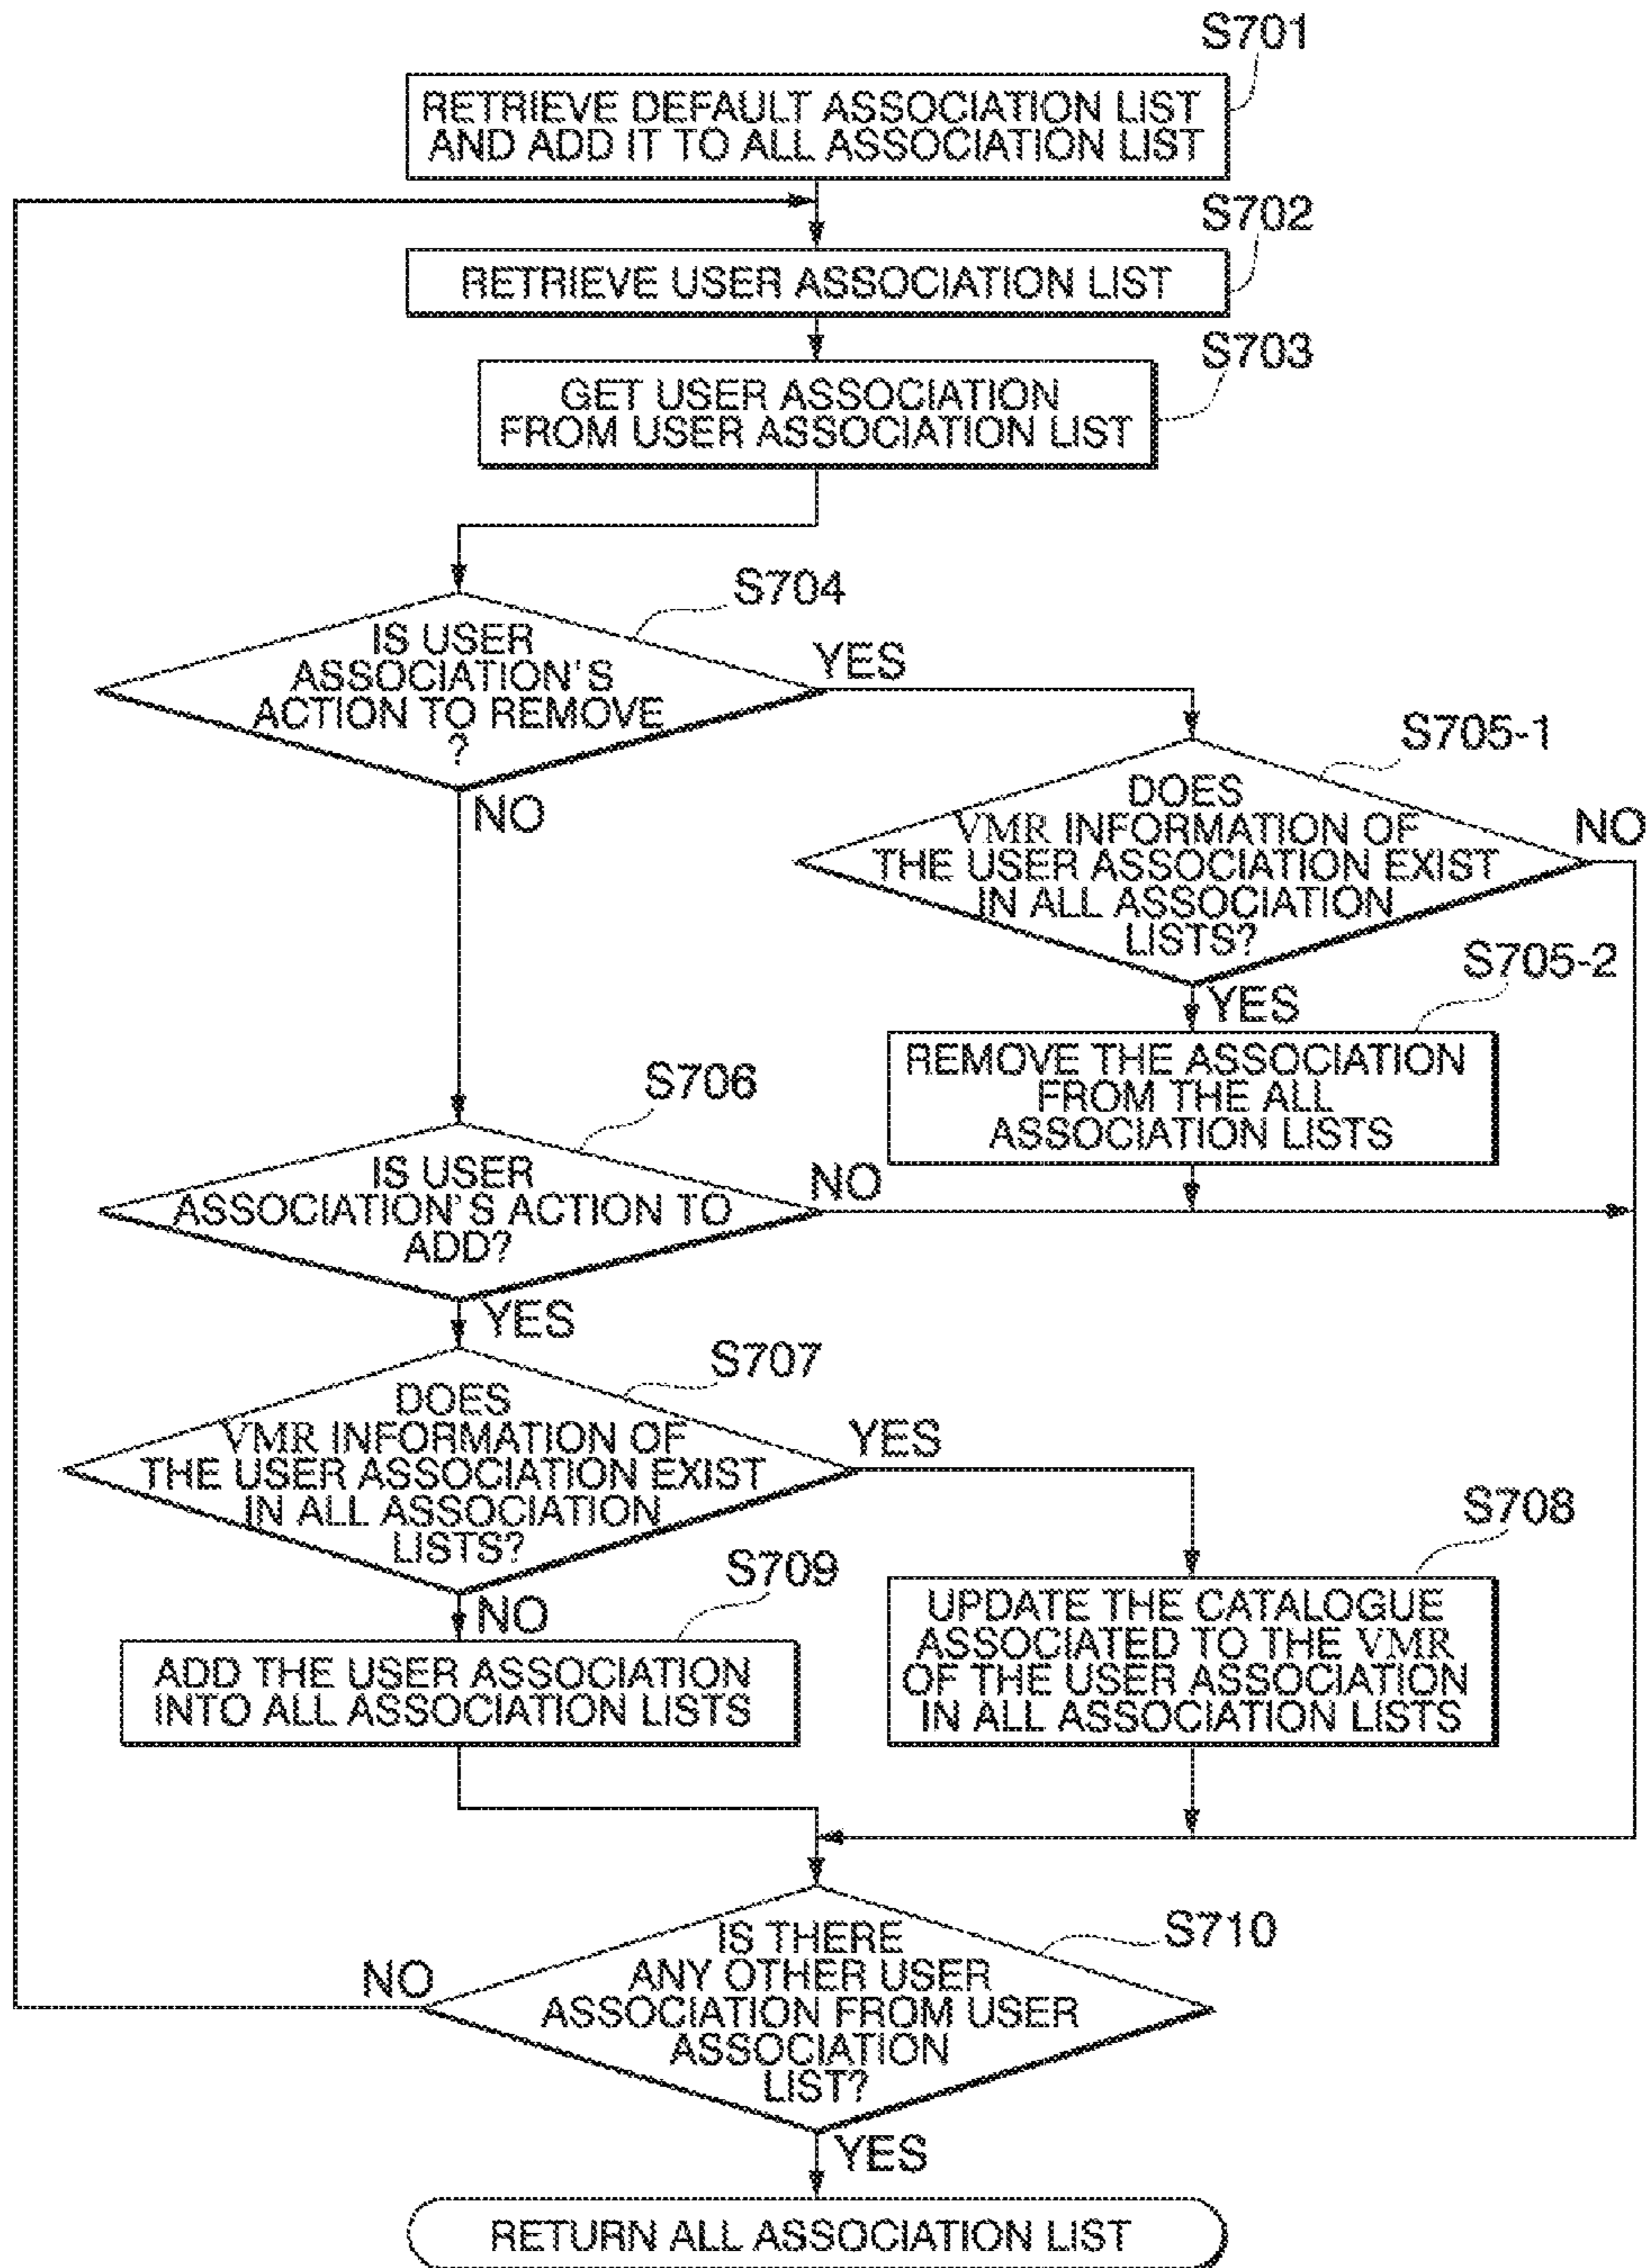 S701
RETRIEVE DEFAULT ASSOCIATION LIST
AND ADD IT TO ALL ASSOCIATION LIST
S702
RETRIEVE USER ASSOCIATION LIST
S703
GET USER ASSOCIATION
FROM USER ASSOCIATION LIST
S704
IS USER
ASSOCIATION'S
ACTION TO REMOVE
?
YES
NO
S705-1
DOES
VMR INFORMATION OF
THE USER ASSOCIATION EXIST
IN ALL ASSOCIATION
LISTS?
NO
YES
S705-2
REMOVE THE ASSOCIATION
FROM THE ALL
ASSOCIATION LISTS
S706
IS USER
ASSOCIATION'S ACTION TO
ADD?
NO
YES
S707
DOES
VMR INFORMATION OF
THE USER ASSOCIATION EXIST
IN ALL ASSOCIATION
LISTS?
YES
NO
S708
UPDATE THE CATALOGUE
ASSOCIATED TO THE VMR
OF THE USER ASSOCIATION
IN ALL ASSOCIATION LISTS
S709
ADD THE USER ASSOCIATION
INTO ALL ASSOCIATION LISTS
S710
IS THERE
ANY OTHER USER
ASSOCIATION FROM USER
ASSOCIATION
LIST?
NO
YES
RETURN ALL ASSOCIATION LIST